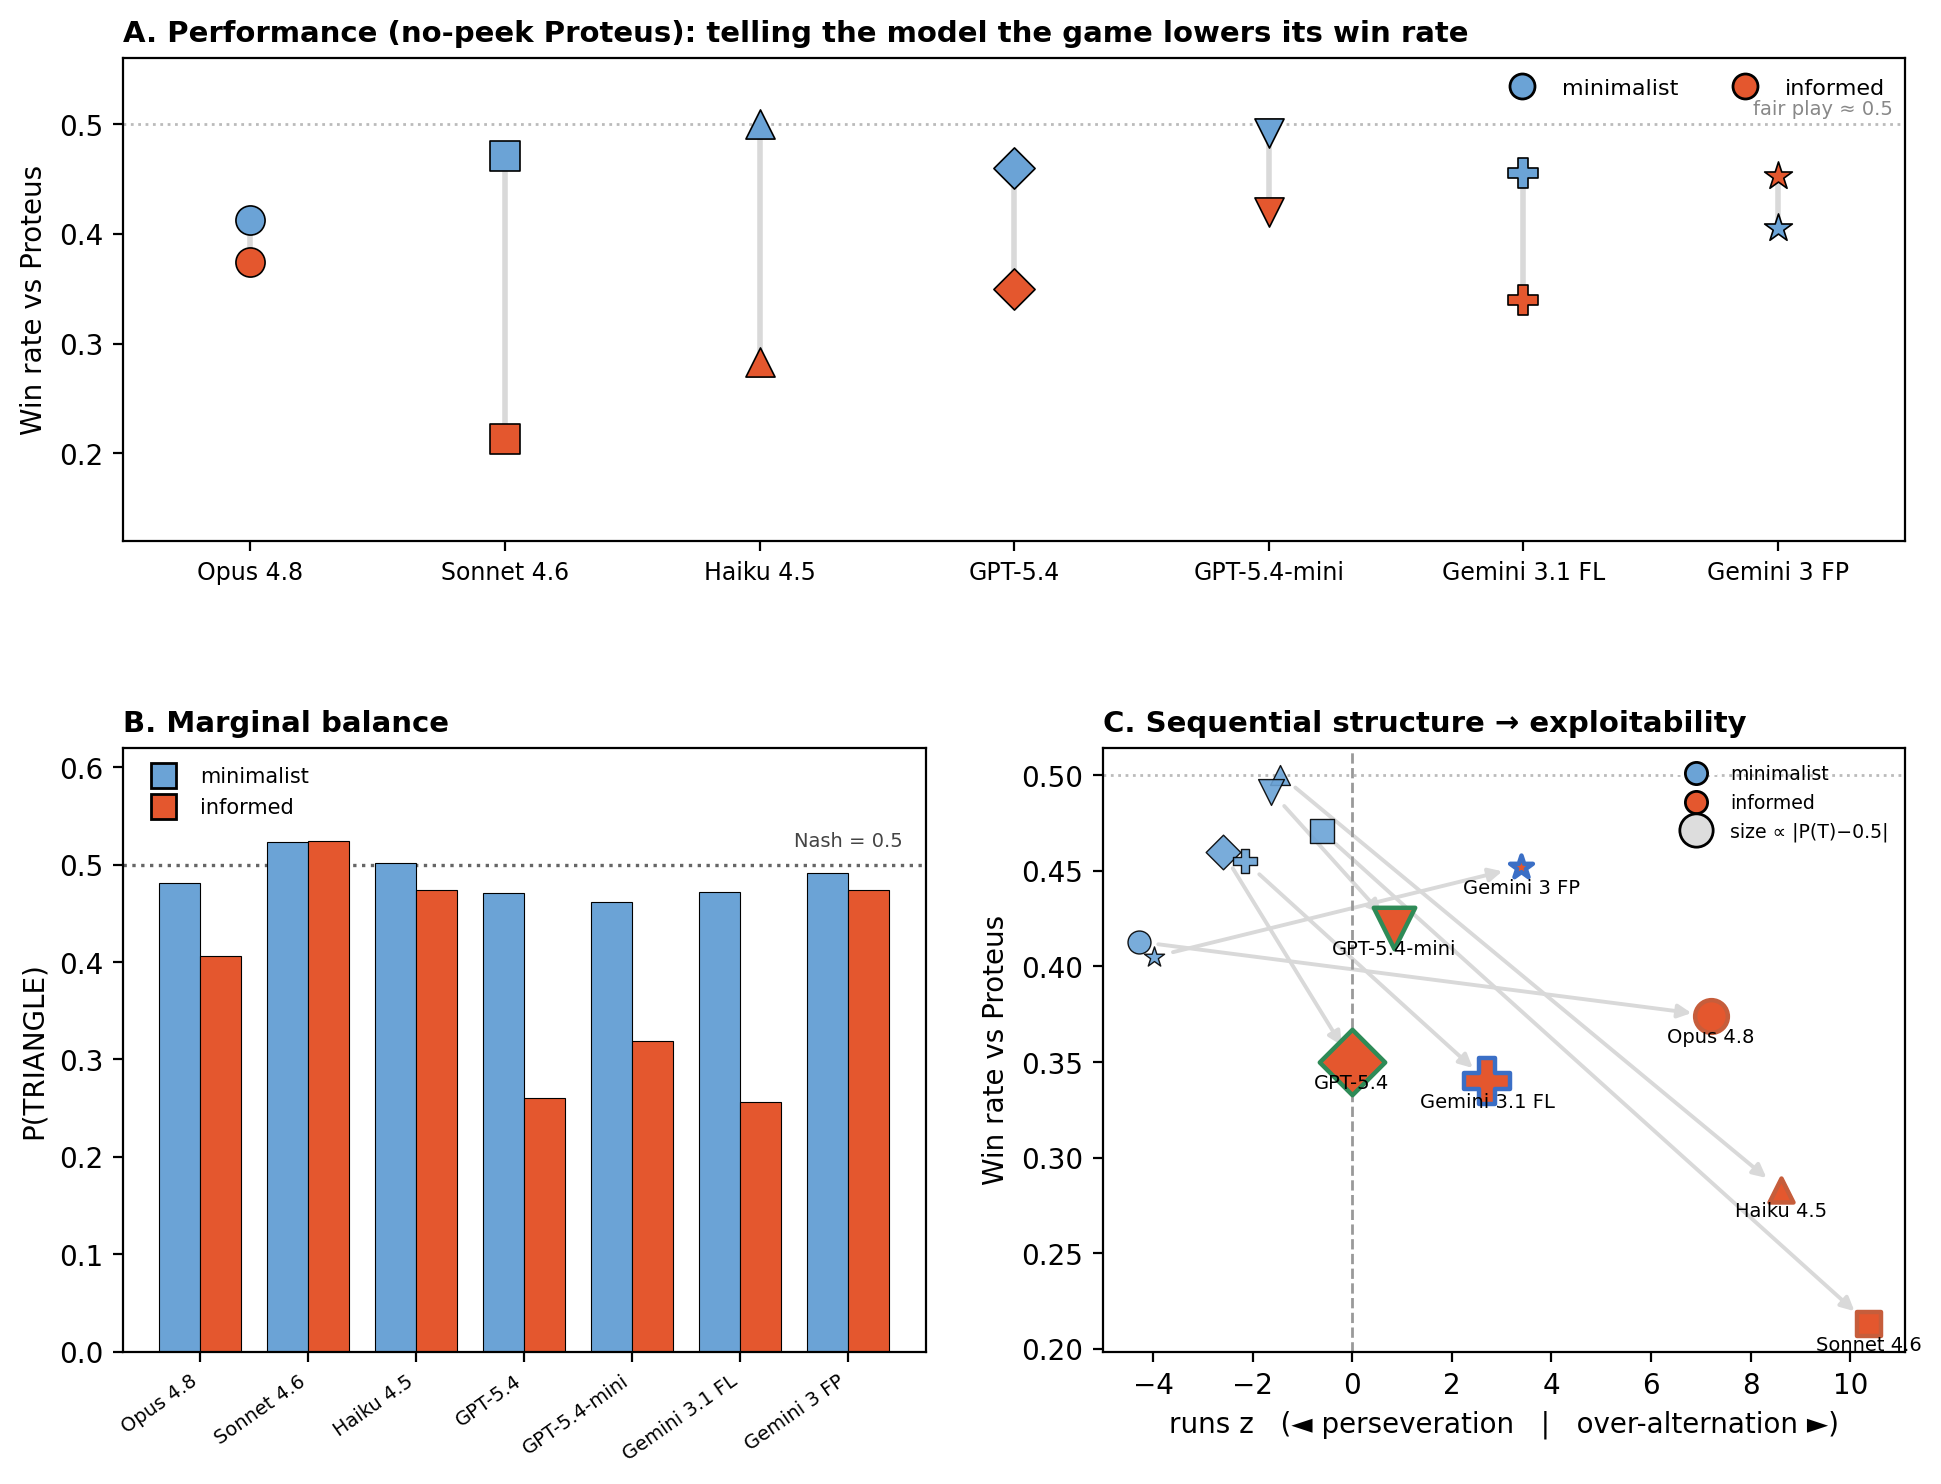 A. Performance (no-peek Proteus): telling the model the game lowers its win rate
minimalist informed
fair play ≈ 0.5
Win rate vs Proteus
0.5
0.4
0.3
0.2
Opus 4.8 Sonnet 4.6 Haiku 4.5 GPT-5.4 GPT-5.4-mini Gemini 3.1 FL Gemini 3 FP
B. Marginal balance
minimalist
informed
Nash = 0.5
P(TRIANGLE)
0.6
0.5
0.4
0.3
0.2
0.1
0.0
Opus 4.8 Sonnet 4.6 Haiku 4.5 GPT-5.4 GPT-5.4-mini Gemini 3.1 FL Gemini 3 FP
C. Sequential structure → exploitability
minimalist
informed
size ∝ |P(T)−0.5|
Win rate vs Proteus
0.50
0.45
0.40
0.35
0.30
0.25
0.20
Gemini 3 FP
GPT-5.4-mini
Opus 4.8
GPT-5.4
Gemini 3.1 FL
Haiku 4.5
Sonnet 4.6
−4 −2 0 2 4 6 8 10
runs z (◄ perseveration | over-alternation ►)